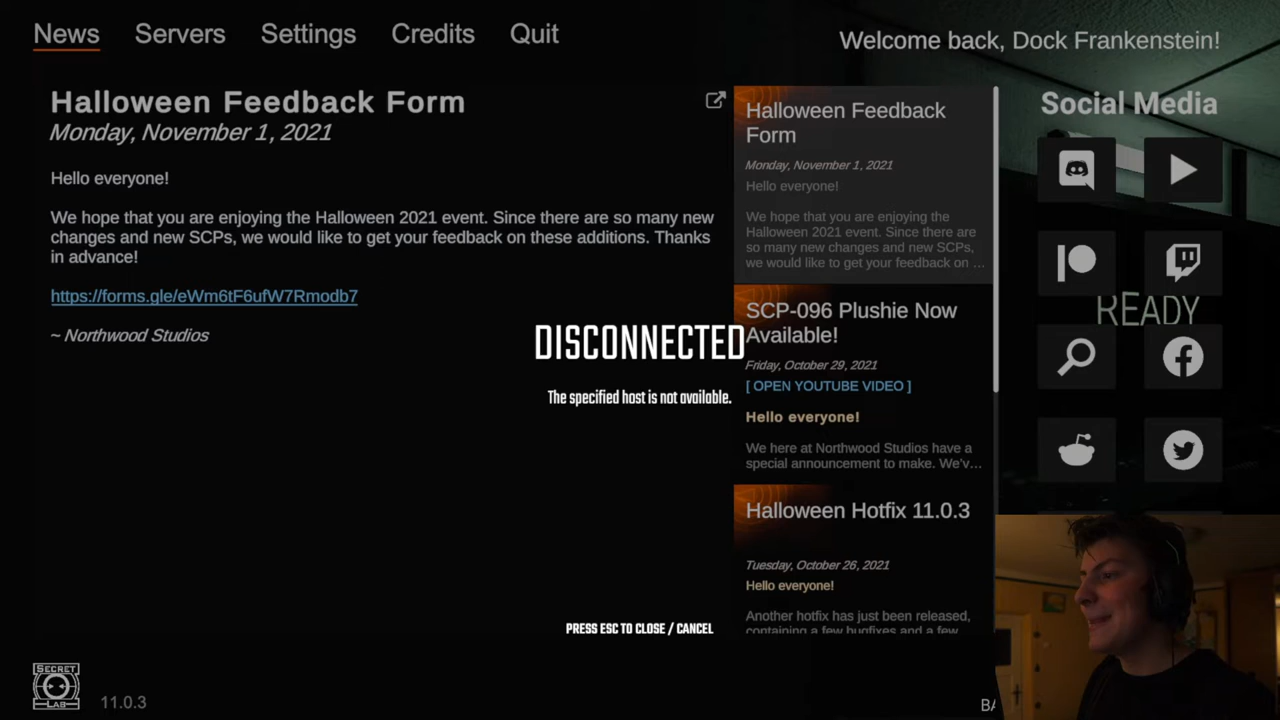 News Servers Settings Credits Quit
Welcome back, Dock Frankenstein!
Halloween Feedback Form
Monday, November 1, 2021
Hello everyone!
We hope that you are enjoying the Halloween 2021 event. Since there are so many new
changes and new SCPs, we would like to get your feedback on these additions. Thanks
in advance!
https://forms.gle/eWm6tF6ufW7Rmodb7
~ Northwood Studios
DISCONNECTED
The specified host is not available.
PRESS ESC TO CLOSE / CANCEL
Halloween Feedback
Form
Monday, November 1, 2021
Hello everyone!
We hope that you are enjoying the
Halloween 2021 event. Since there are
so many new changes and new SCPs,
we would like to get your feedback on ...
SCP-096 Plushie Now
Available!
Friday, October 29, 2021
[ OPEN YOUTUBE VIDEO ]
Hello everyone!
We here at Northwood Studios have a
special announcement to make. We'v...
Halloween Hotfix 11.0.3
Tuesday, October 26, 2021
Hello everyone!
Another hotfix has just been released,
containing a few bugfixes and a few
Social Media
READY
SECRET
LAB
11.0.3